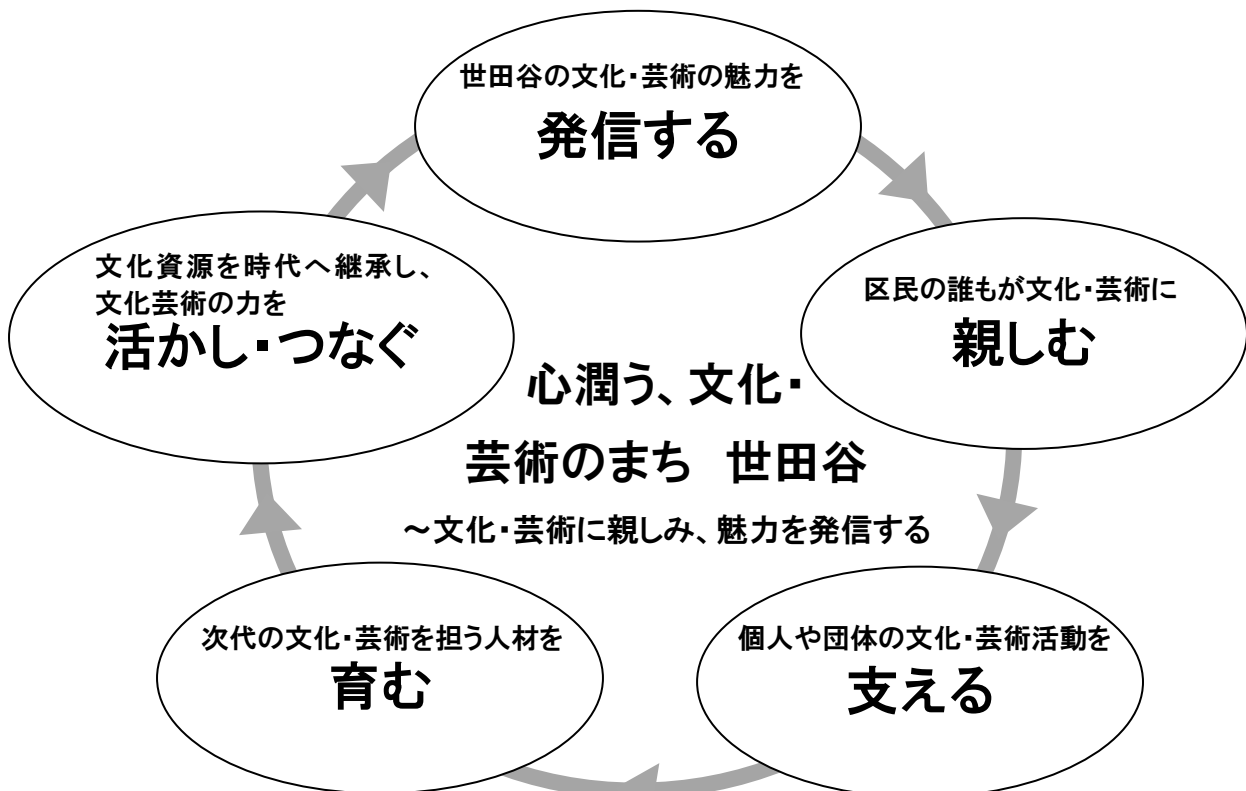 世田谷の文化・芸術の魅力を
発信する
区民の誰もが文化・芸術に
親しむ
個人や団体の文化・芸術活動を
支える
次代の文化・芸術を担う人材を
育む
文化資源を時代へ継承し、
文化芸術の力を
活かし・つなぐ
心潤う、文化・
芸術のまち　世田谷
～文化・芸術に親しみ、魅力を発信する